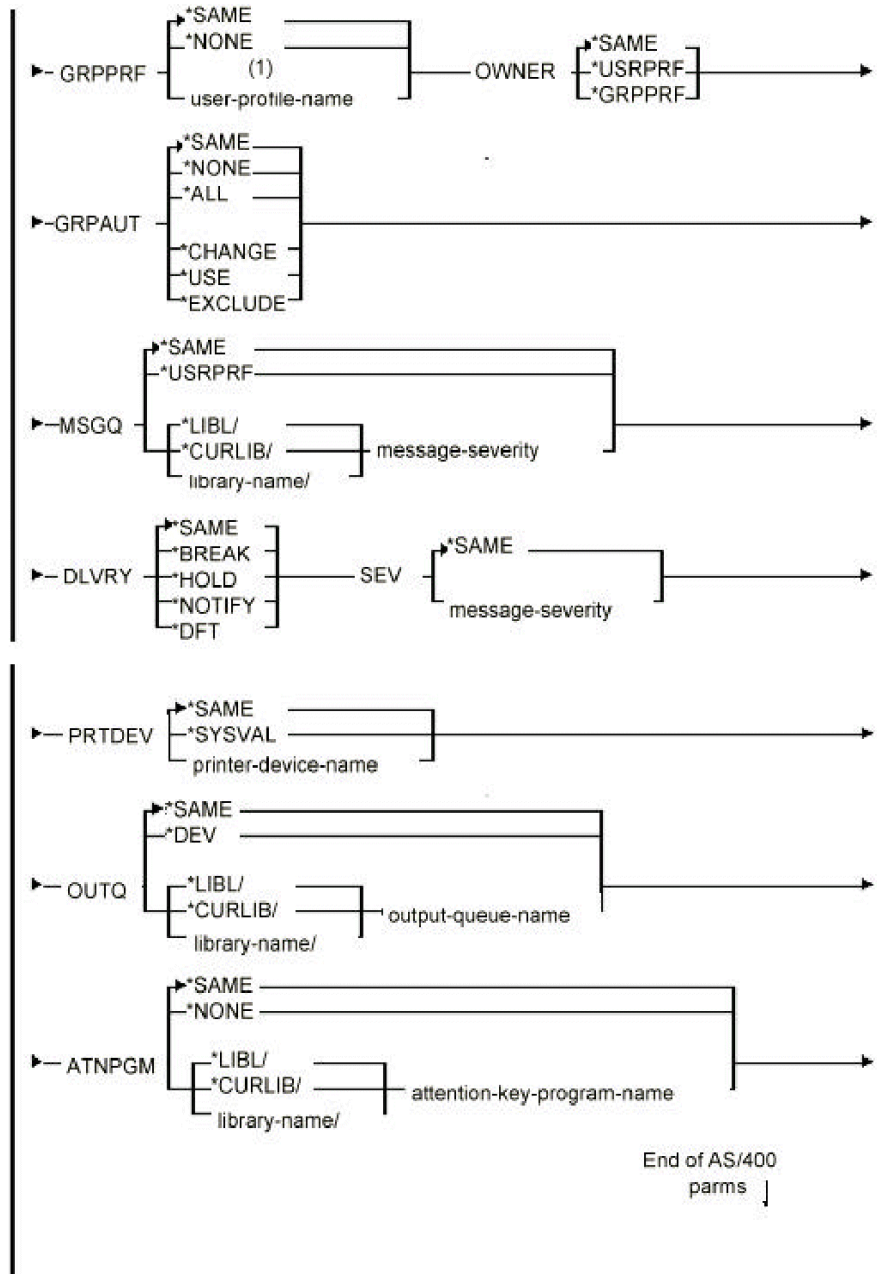 *SAME
*NONE
(1)
GRPPRF
user-profile-name
OWNER
*SAME
*USRPRF
*GRPPRF
*SAME
*NONE
*ALL
GRPAUT
*CHANGE
*USE
*EXCLUDE
*SAME
*USRPRF
MSGQ
*LIBL/
*CURLIB/
library-name/
message-severity
DLVRY
*SAME
*BREAK
*HOLD
*NOTIFY
*DFT
SEV
*SAME
message-severity
PRTDEV
*SAME
*SYSVAL
printer-device-name
*SAME
*DEV
OUTQ
*LIBL/
*CURLIB/
library-name/
output-queue-name
*SAME
*NONE
ATNPGM
*LIBL/
*CURLIB/
library-name/
attention-key-program-name
End of AS/400
parms